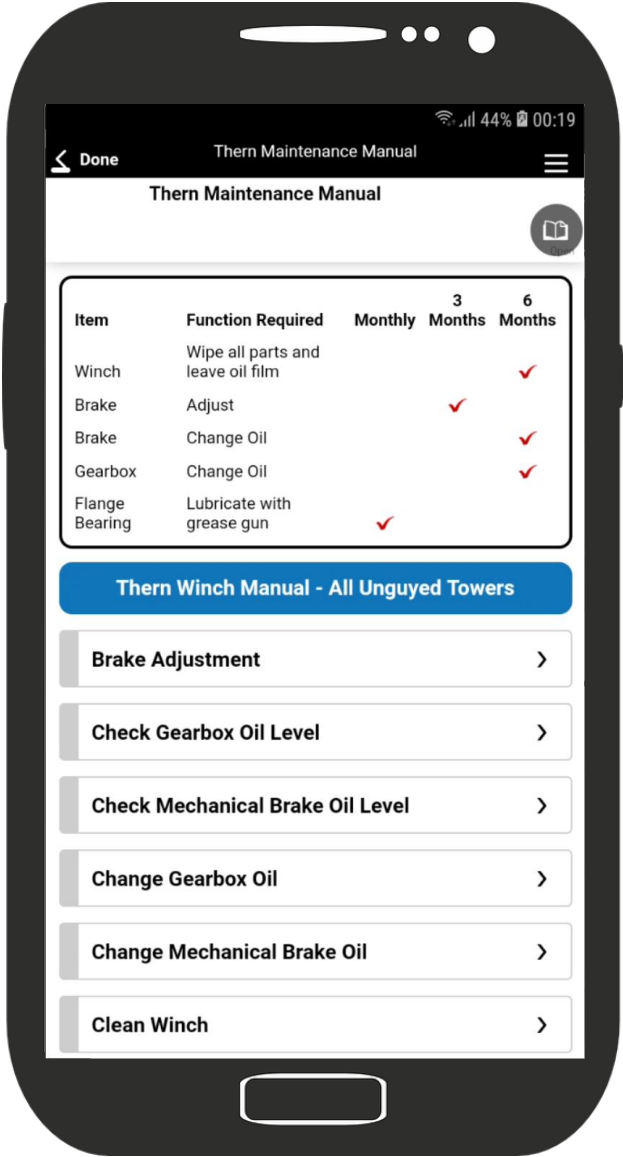 44% 00:19
Done
Thern Maintenance Manual
Thern Maintenance Manual
Open
Item Function Required Monthly 3 Months 6 Months
Winch Wipe all parts and leave oil film
Brake Adjust
Brake Change Oil
Gearbox Change Oil
Flange Bearing Lubricate with grease gun
Thern Winch Manual - All Unguyed Towers
Brake Adjustment
Check Gearbox Oil Level
Check Mechanical Brake Oil Level
Change Gearbox Oil
Change Mechanical Brake Oil
Clean Winch